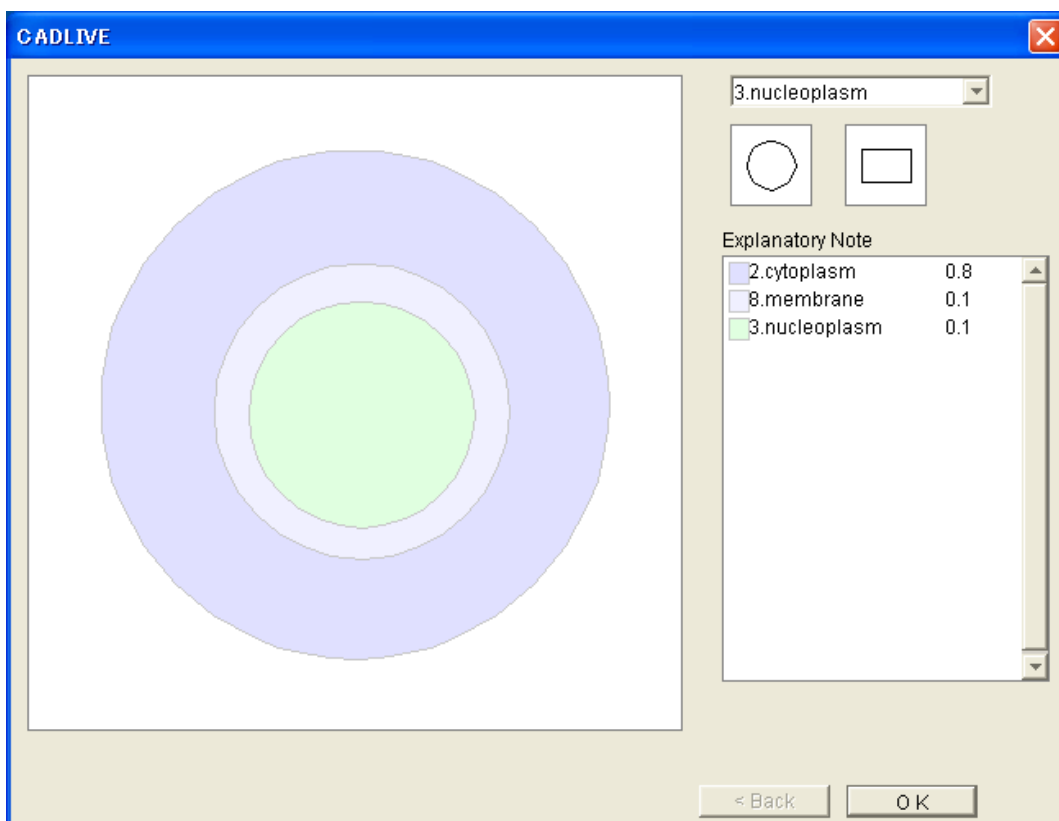 CADLIVE
3.nucleoplasm
Explanatory Note
2.cytoplasm 0.8
8.membrane 0.1
3.nucleoplasm 0.1
< Back OK